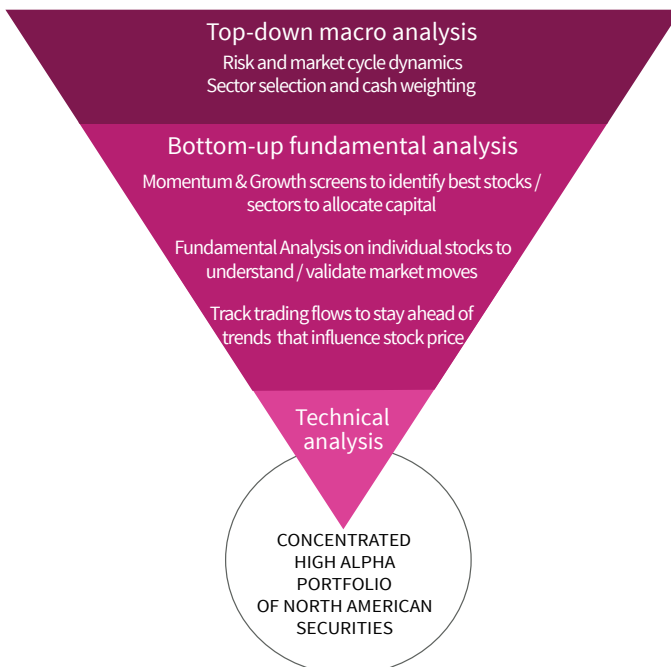 Top-down macro analysis
Risk and market cycle dynamics
Sector selection and cash weighting
Bottom-up fundamental analysis
Momentum & Growth screens to identify best stocks /
sectors to allocate capital
Fundamental Analysis on individual stocks to
understand / validate market moves
Track trading flows to stay ahead of
trends that influence stock price
Technical
analysis
CONCENTRATED
HIGH ALPHA
PORTFOLIO
OF NORTH AMERICAN
SECURITIES